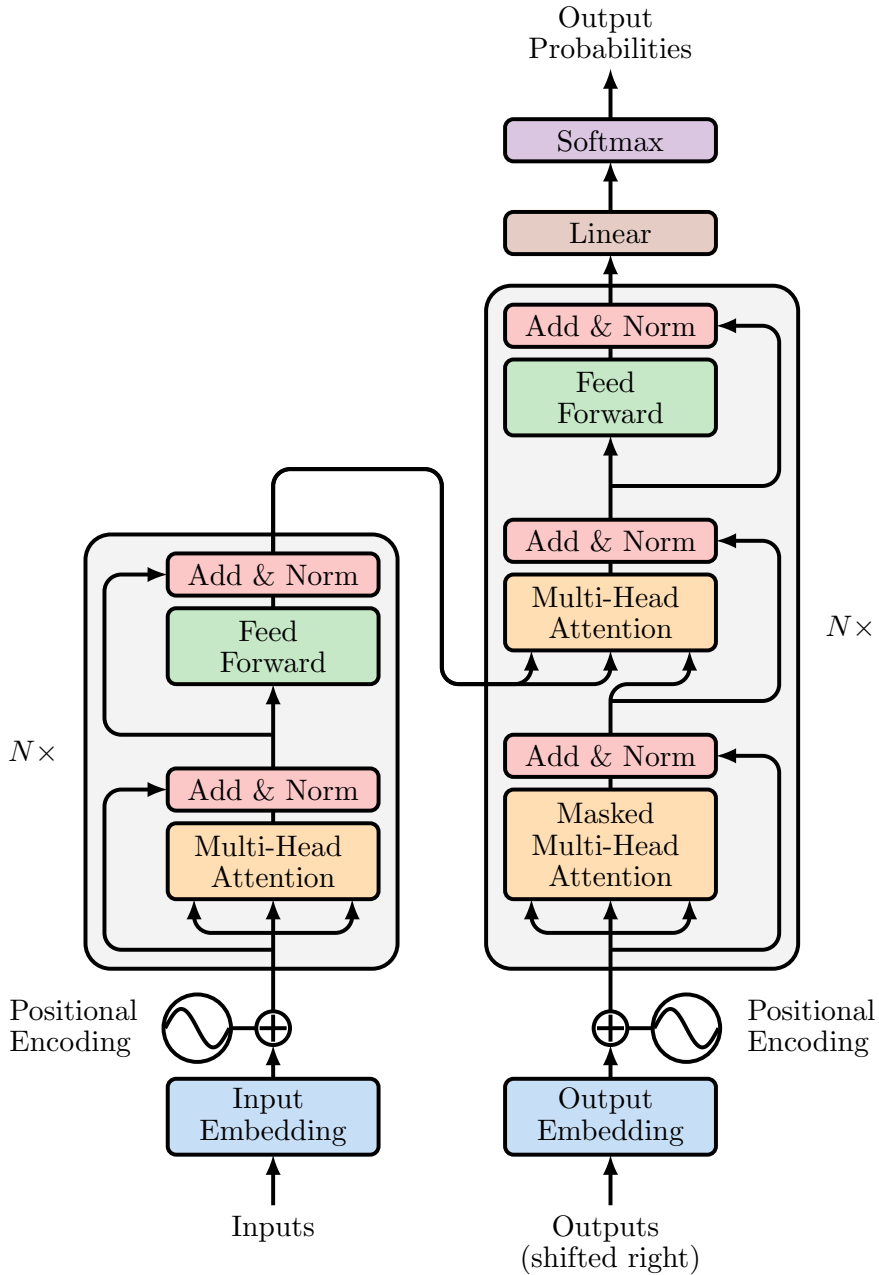 Output
Probabilities
Softmax
Linear
Add & Norm
Feed
Forward
Add & Norm
Multi-Head
Attention
N×
Add & Norm
Masked
Multi-Head
Attention
Add & Norm
Feed
Forward
N×
Add & Norm
Multi-Head
Attention
Positional
Encoding
Positional
Encoding
Input
Embedding
Output
Embedding
Inputs
Outputs
(shifted right)